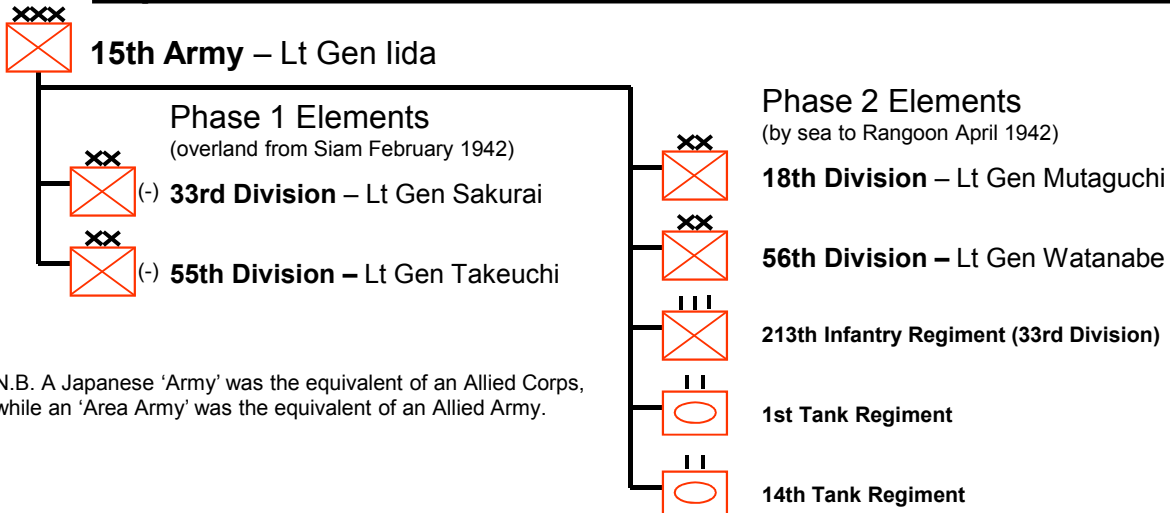 15th Army – Lt Gen Iida
Phase 1 Elements
(overland from Siam February 1942)
(-) 33rd Division – Lt Gen Sakurai
(-) 55th Division – Lt Gen Takeuchi
N.B. A Japanese ‘Army’ was the equivalent of an Allied Corps,
while an ‘Area Army’ was the equivalent of an Allied Army.
Phase 2 Elements
(by sea to Rangoon April 1942)
18th Division – Lt Gen Mutaguchi
56th Division – Lt Gen Watanabe
213th Infantry Regiment (33rd Division)
1st Tank Regiment
14th Tank Regiment